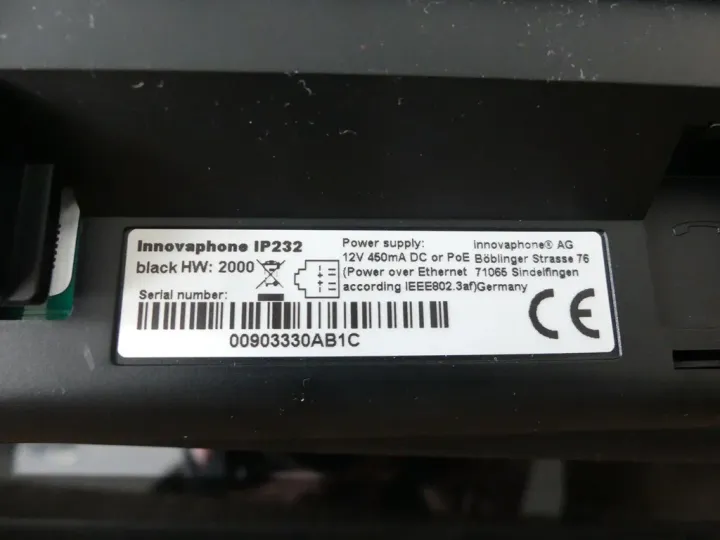 Innovaphone IP232
black HW: 2000
Serial number:
00903330AB1C
Power supply:
12V 450mA DC or PoE
(Power over Ethernet
according IEEE802.3af)
innovaphone® AG
Böblinger Strasse 76
71065 Sindelfingen
Germany
CE